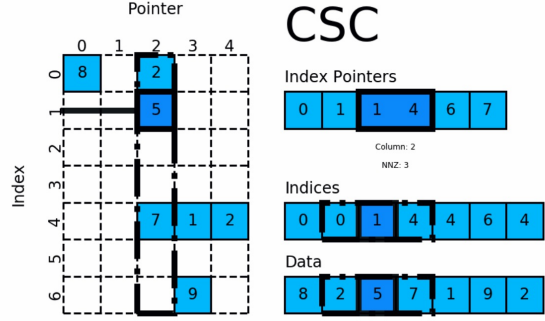 Pointer
CSC
0 1 2 3 4
0 8 2
1 5
2
3
4 7 1 2
5
6 9
Index
Index Pointers
0 1 1 4 6 7
Column: 2
NNZ: 3
Indices
0 0 1 4 4 6 4
Data
8 2 5 7 1 9 2